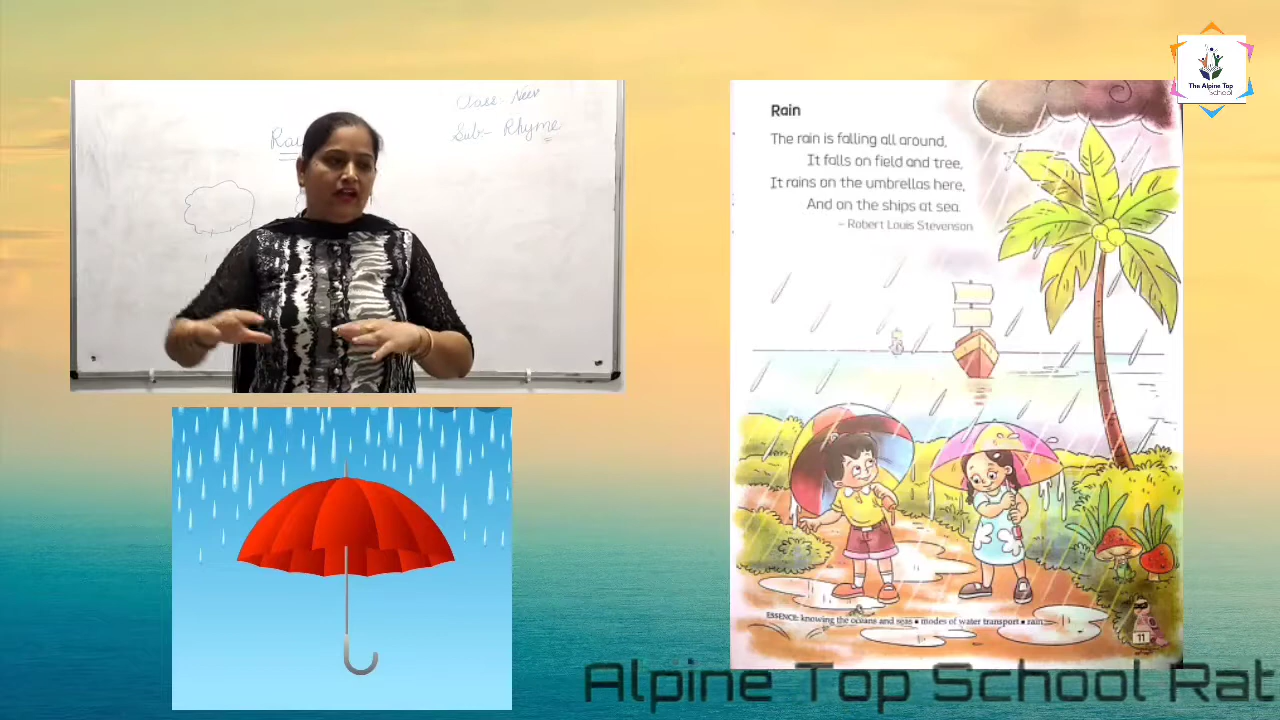 Class:- Neev
Sub:- Rhyme
The Alpine Top
School
Rain
The rain is falling all around,
It falls on field and tree,
It rains on the umbrellas here,
And on the ships at sea.
– Robert Louis Stevenson
ESSENCE: knowing the oceans and seas • modes of water transport • rain
11
Alpine Top School Rat